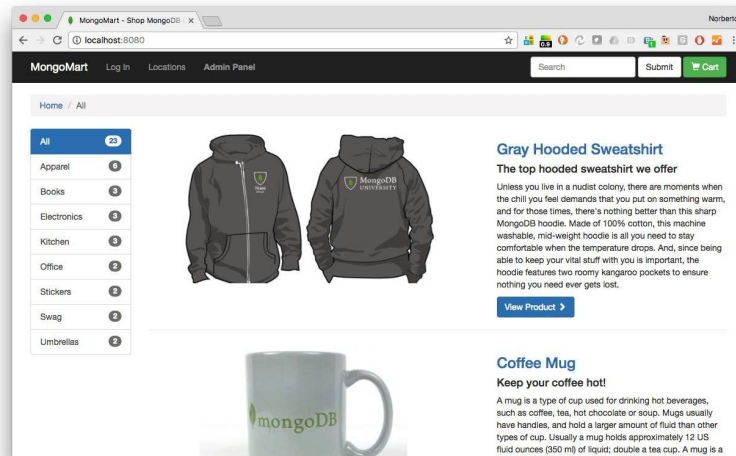 MongoMart - Shop MongoDB
Norberto
localhost:8080
0.9
MongoMart Log In Locations Admin Panel Search Submit Cart
Home / All
All 23
Apparel 6
Books 3
Electronics 3
Kitchen 3
Office 2
Stickers 2
Swag 2
Umbrellas 2
MongoDB
UNIVERSITY
Gray Hooded Sweatshirt
The top hooded sweatshirt we offer
Unless you live in a nudist colony, there are moments when
the chill you feel demands that you put on something warm,
and for those times, there's nothing better than this sharp
MongoDB hoodie. Made of 100% cotton, this machine
washable, mid-weight hoodie is all you need to stay
comfortable when the temperature drops. And, since being
able to keep your vital stuff with you is important, the
hoodie features two roomy kangaroo pockets to ensure
nothing you need ever gets lost.
View Product
mongoDB
Coffee Mug
Keep your coffee hot!
A mug is a type of cup used for drinking hot beverages,
such as coffee, tea, hot chocolate or soup. Mugs usually
have handles, and hold a larger amount of fluid than other
types of cup. Usually a mug holds approximately 12 US
fluid ounces (350 ml) of liquid; double a tea cup. A mug is a